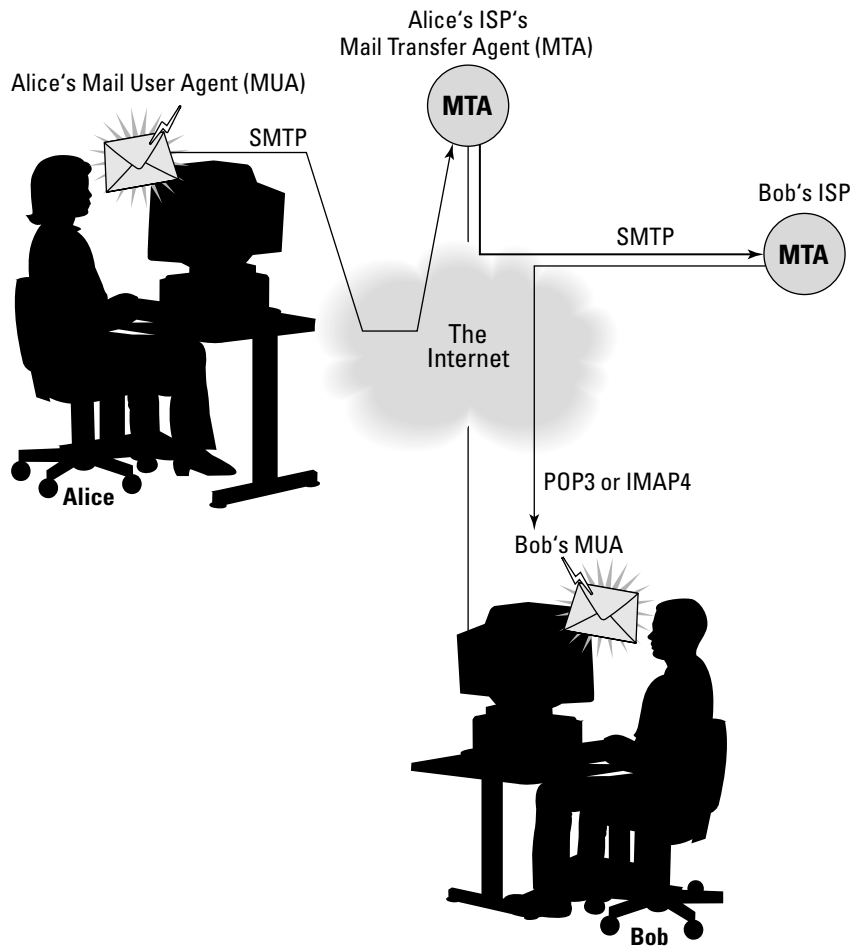 Alice's ISP's
Mail Transfer Agent (MTA)
Alice‘s Mail User Agent (MUA)
MTA
SMTP
Bob's ISP
SMTP
MTA
The
Internet
POP3 or IMAP4
Alice
Bob‘s MUA
Bob